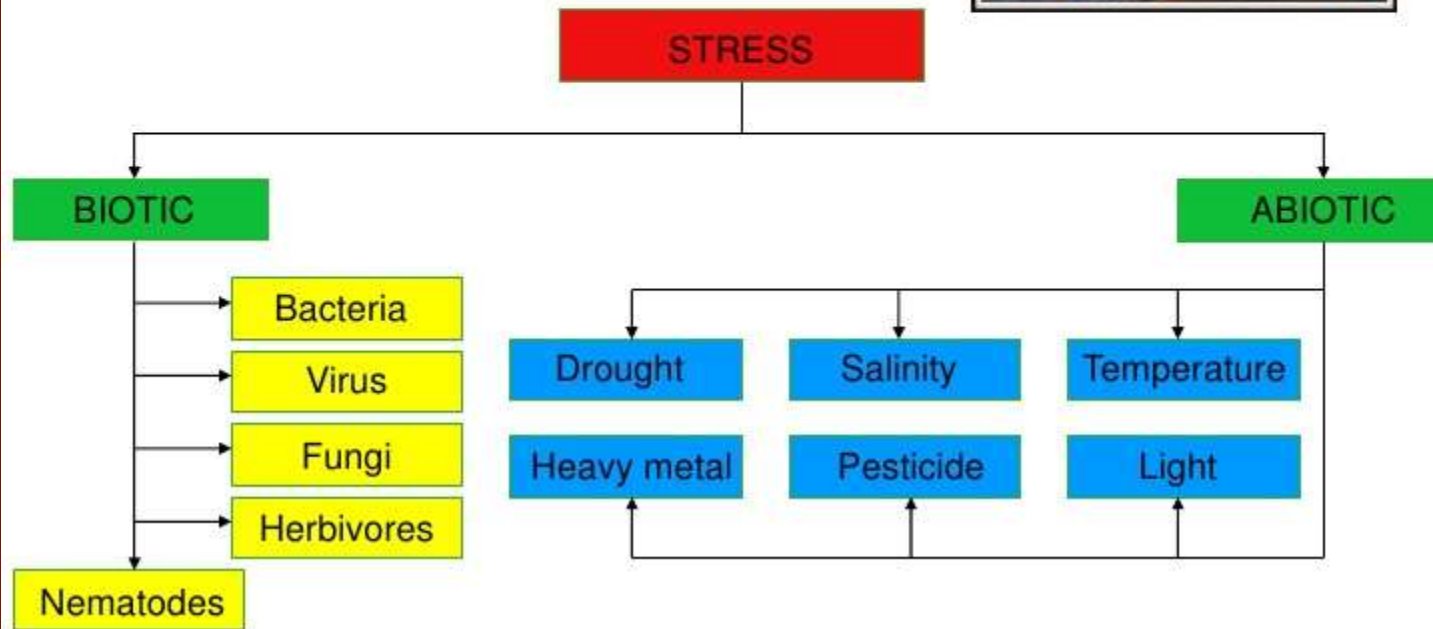 STRESS
BIOTIC
ABIOTIC
Bacteria
Virus
Fungi
Herbivores
Nematodes
Drought
Salinity
Temperature
Heavy metal
Pesticide
Light